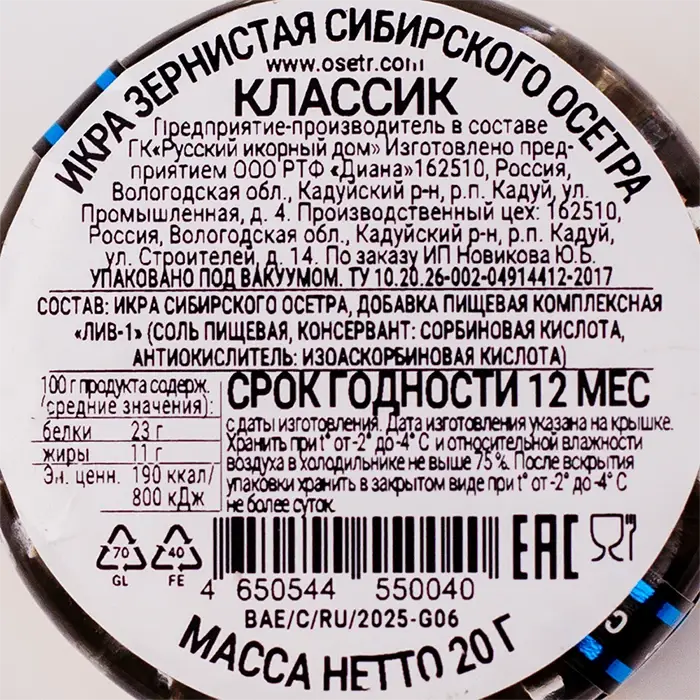 ИКРА ЗЕРНИСТАЯ СИБИРСКОГО ОСЕТРА
www.osetr.com
КЛАССИК
Предприятие-производитель в составе
ГК«Русский икорный дом» Изготовлено пред-
приятием ООО РТФ «Диана»162510, Россия,
Вологодская обл., Кадуйский р-н, р.п. Кадуй, ул.
Промышленная, д. 4. Производственный цех: 162510,
Россия, Вологодская обл., Кадуйский р-н, р.п. Кадуй,
ул. Строителей, д. 14. По заказу ИП Новикова Ю.Б.
УПАКОВАНО ПОД ВАКУУМОМ. ТУ 10.20.26-002-04914412-2017
СОСТАВ: ИКРА СИБИРСКОГО ОСЕТРА, ДОБАВКА ПИЩЕВАЯ КОМПЛЕКСНАЯ
«ЛИВ-1» (СОЛЬ ПИЩЕВАЯ, КОНСЕРВАНТ: СОРБИНОВАЯ КИСЛОТА,
АНТИОКИСЛИТЕЛЬ: ИЗОАСКОРБИНОВАЯ КИСЛОТА)
100 г продукта содерж.
(средние значения):
белки 23 г
жиры 11 г
Эн. ценн. 190 ккал/
800 кДж
СРОК ГОДНОСТИ 12 МЕС
с даты изготовления. Дата изготовления указана на крышке.
Хранить при t° от -2° до -4° С и относительной влажности
воздуха в холодильнике не выше 75 %. После вскрытия
упаковки хранить в закрытом виде при t° от -2° до -4° С
не более суток.
70
GL
40
FE
4 650544 550040
EAC
BAE/C/RU/2025-G06
МАССА НЕТТО 20 Г
С